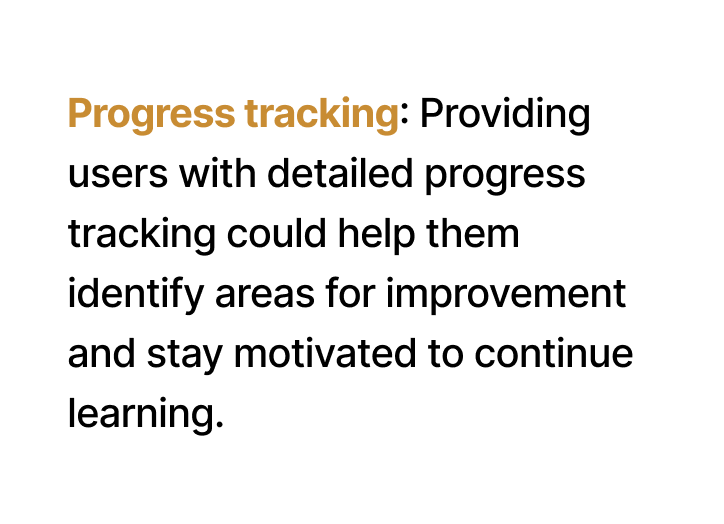 Progress tracking: Providing
users with detailed progress
tracking could help them
identify areas for improvement
and stay motivated to continue
learning.